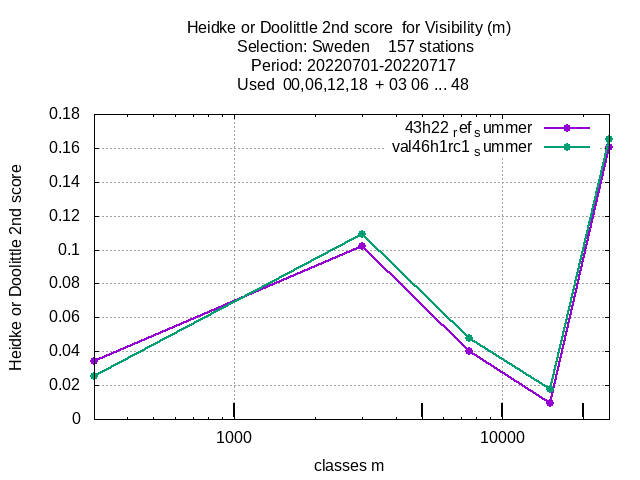 Heidke or Doolittle 2nd score for Visibility (m)
Selection: Sweden 157 stations
Period: 20220701-20220717
Used 00,06,12,18 + 03 06 ... 48
0.18
0.16
0.14
0.12
0.1
0.08
0.06
0.04
0.02
0
Heidke or Doolittle 2nd score
43h22 ref summer
val46h1rc1 summer
1000
10000
classes m